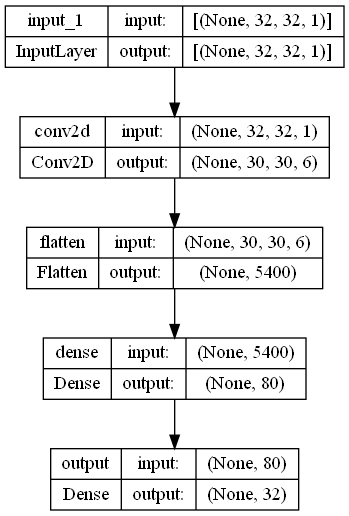 input_1 input: [(None, 32, 32, 1)]
InputLayer output: [(None, 32, 32, 1)]
conv2d input: (None, 32, 32, 1)
Conv2D output: (None, 30, 30, 6)
flatten input: (None, 30, 30, 6)
Flatten output: (None, 5400)
dense input: (None, 5400)
Dense output: (None, 80)
output input: (None, 80)
Dense output: (None, 32)